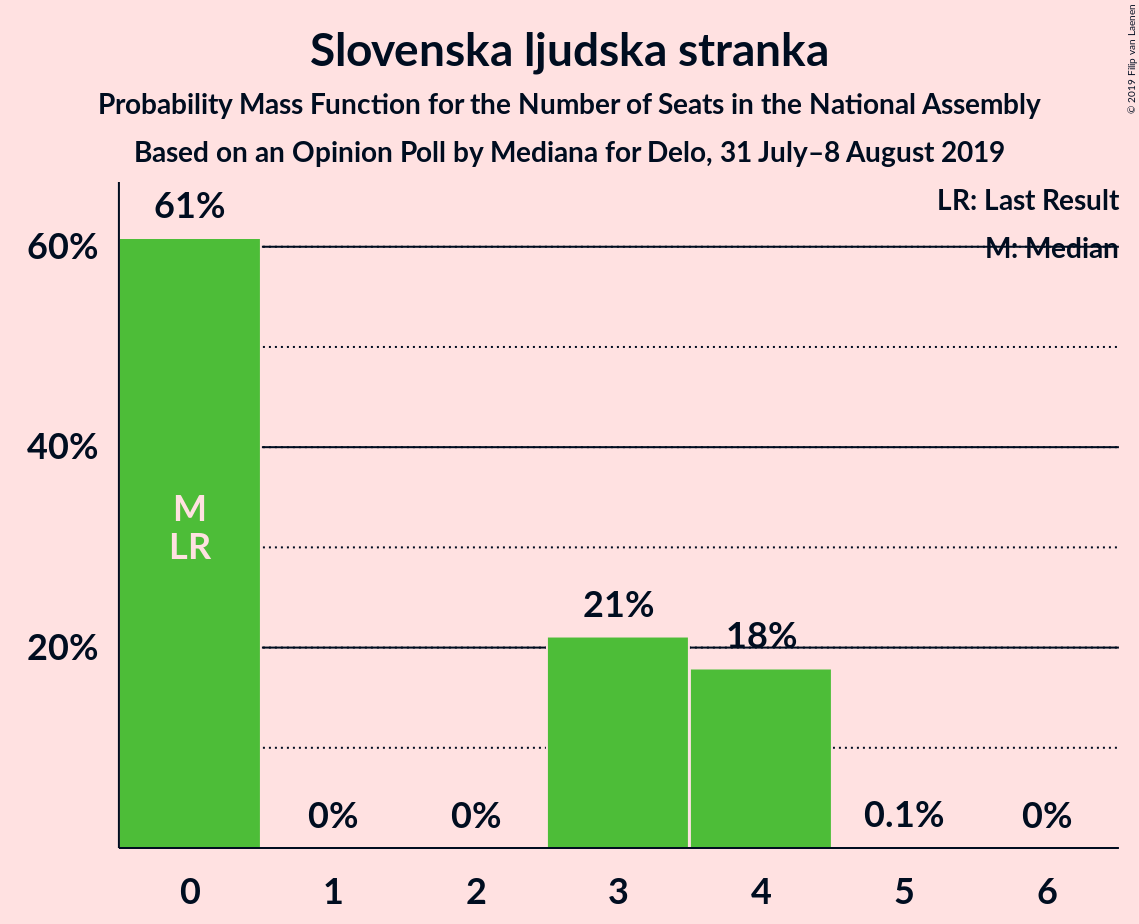 Slovenska ljudska stranka
Probability Mass Function for the Number of Seats in the National Assembly
Based on an Opinion Poll by Mediana for Delo, 31 July–8 August 2019
© 2019 Filip van Laenen
LR: Last Result
M: Median
60%
40%
20%
61%
M
LR
0%
0%
21%
18%
0.1%
0%
0
1
2
3
4
5
6